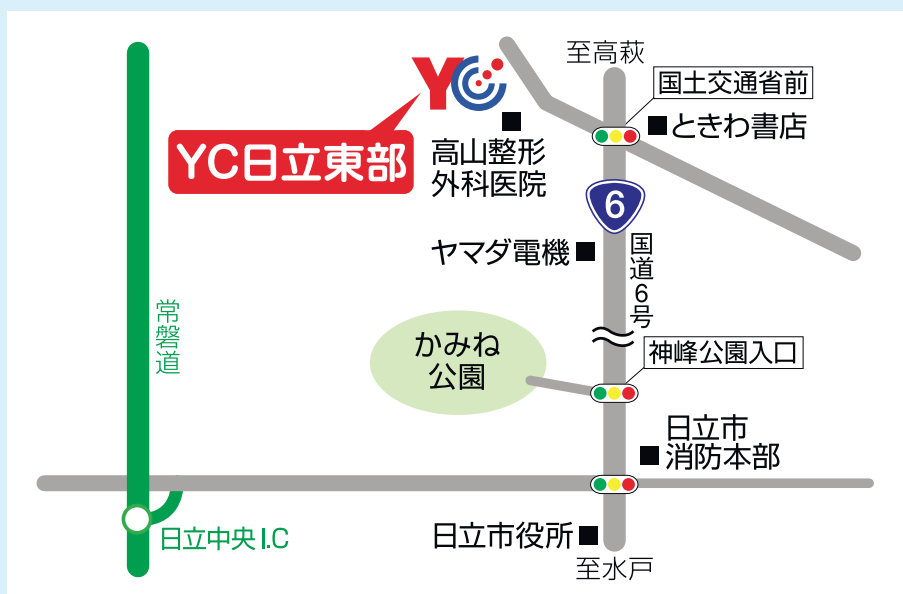 至高萩
YC
国土交通省前
ときわ書店
YC日立東部
高山整形
外科医院
6
ヤマダ電機
国道6号
常磐道
かみね
公園
神峰公園入口
日立市
消防本部
日立中央I.C
日立市役所
至水戸